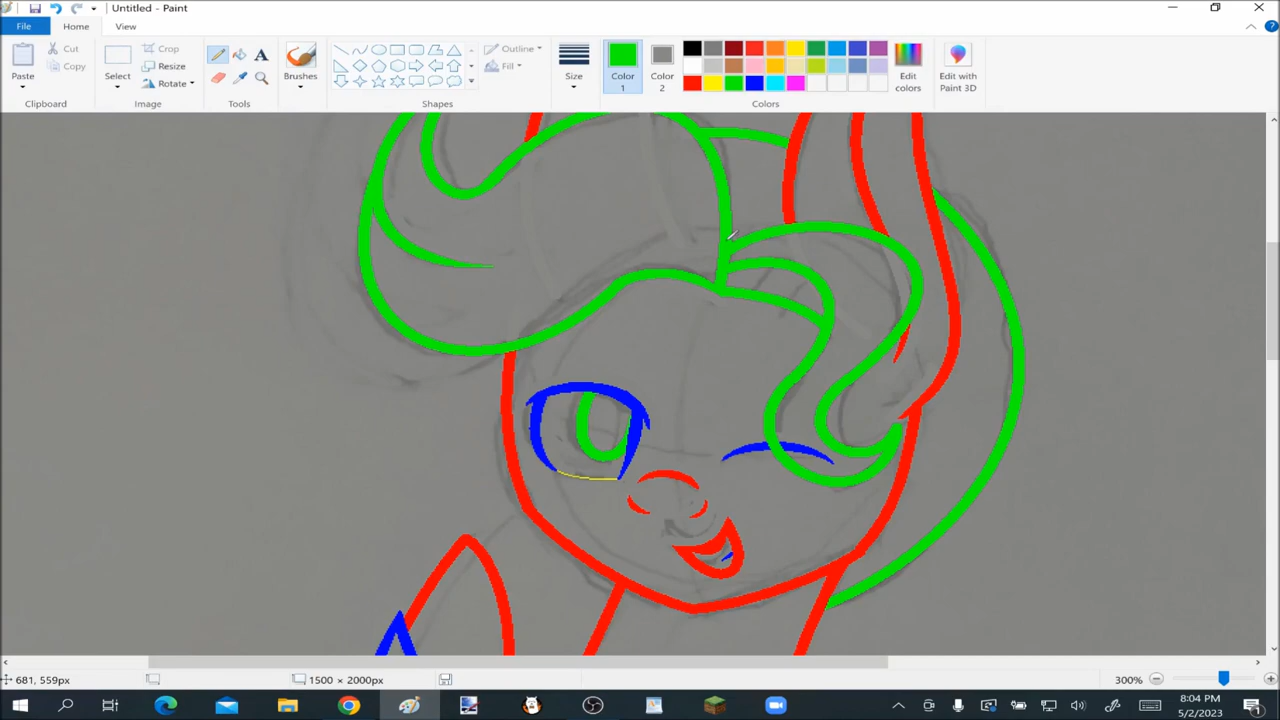 Untitled - Paint
File
Home
View
Paste
Cut
Copy
Clipboard
Select
Crop
Resize
Rotate
Image
A
Tools
Brushes
Outline
Fill
Shapes
Size
Color
1
Color
2
Edit
colors
Colors
Edit with
Paint 3D
681, 559px
1500 × 2000px
300%
8:04 PM
5/2/2023
1